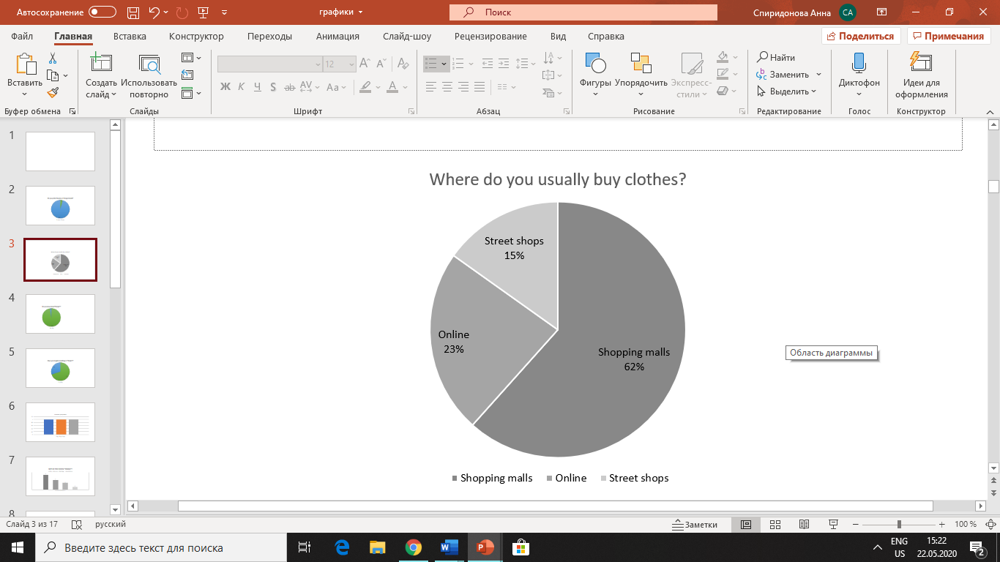 Автосохранение
графики
Поиск
Спиридонова Анна
СА
Файл
Главная
Вставка
Конструктор
Переходы
Анимация
Слайд-шоу
Рецензирование
Вид
Справка
Поделиться
Примечания
Вставить
Создать
слайд
Использовать
повторно
12
Ж К Ч S ab AV Aa
А
Фигуры
Упорядочить
Экспресс-
стили
Найти
Заменить
Выделить
Диктофон
Идеи для
оформления
Буфер обмена
Слайды
Шрифт
Абзац
Рисование
Редактирование
Голос
Конструктор
1
2
3
4
5
6
7
8
Where do you usually buy clothes?
Street shops
15%
Online
23%
Shopping malls
62%
Область диаграммы
Shopping malls
Online
Street shops
Слайд 3 из 17
русский
Заметки
100 %
Введите здесь текст для поиска
ENG
US
15:22
22.05.2020
2